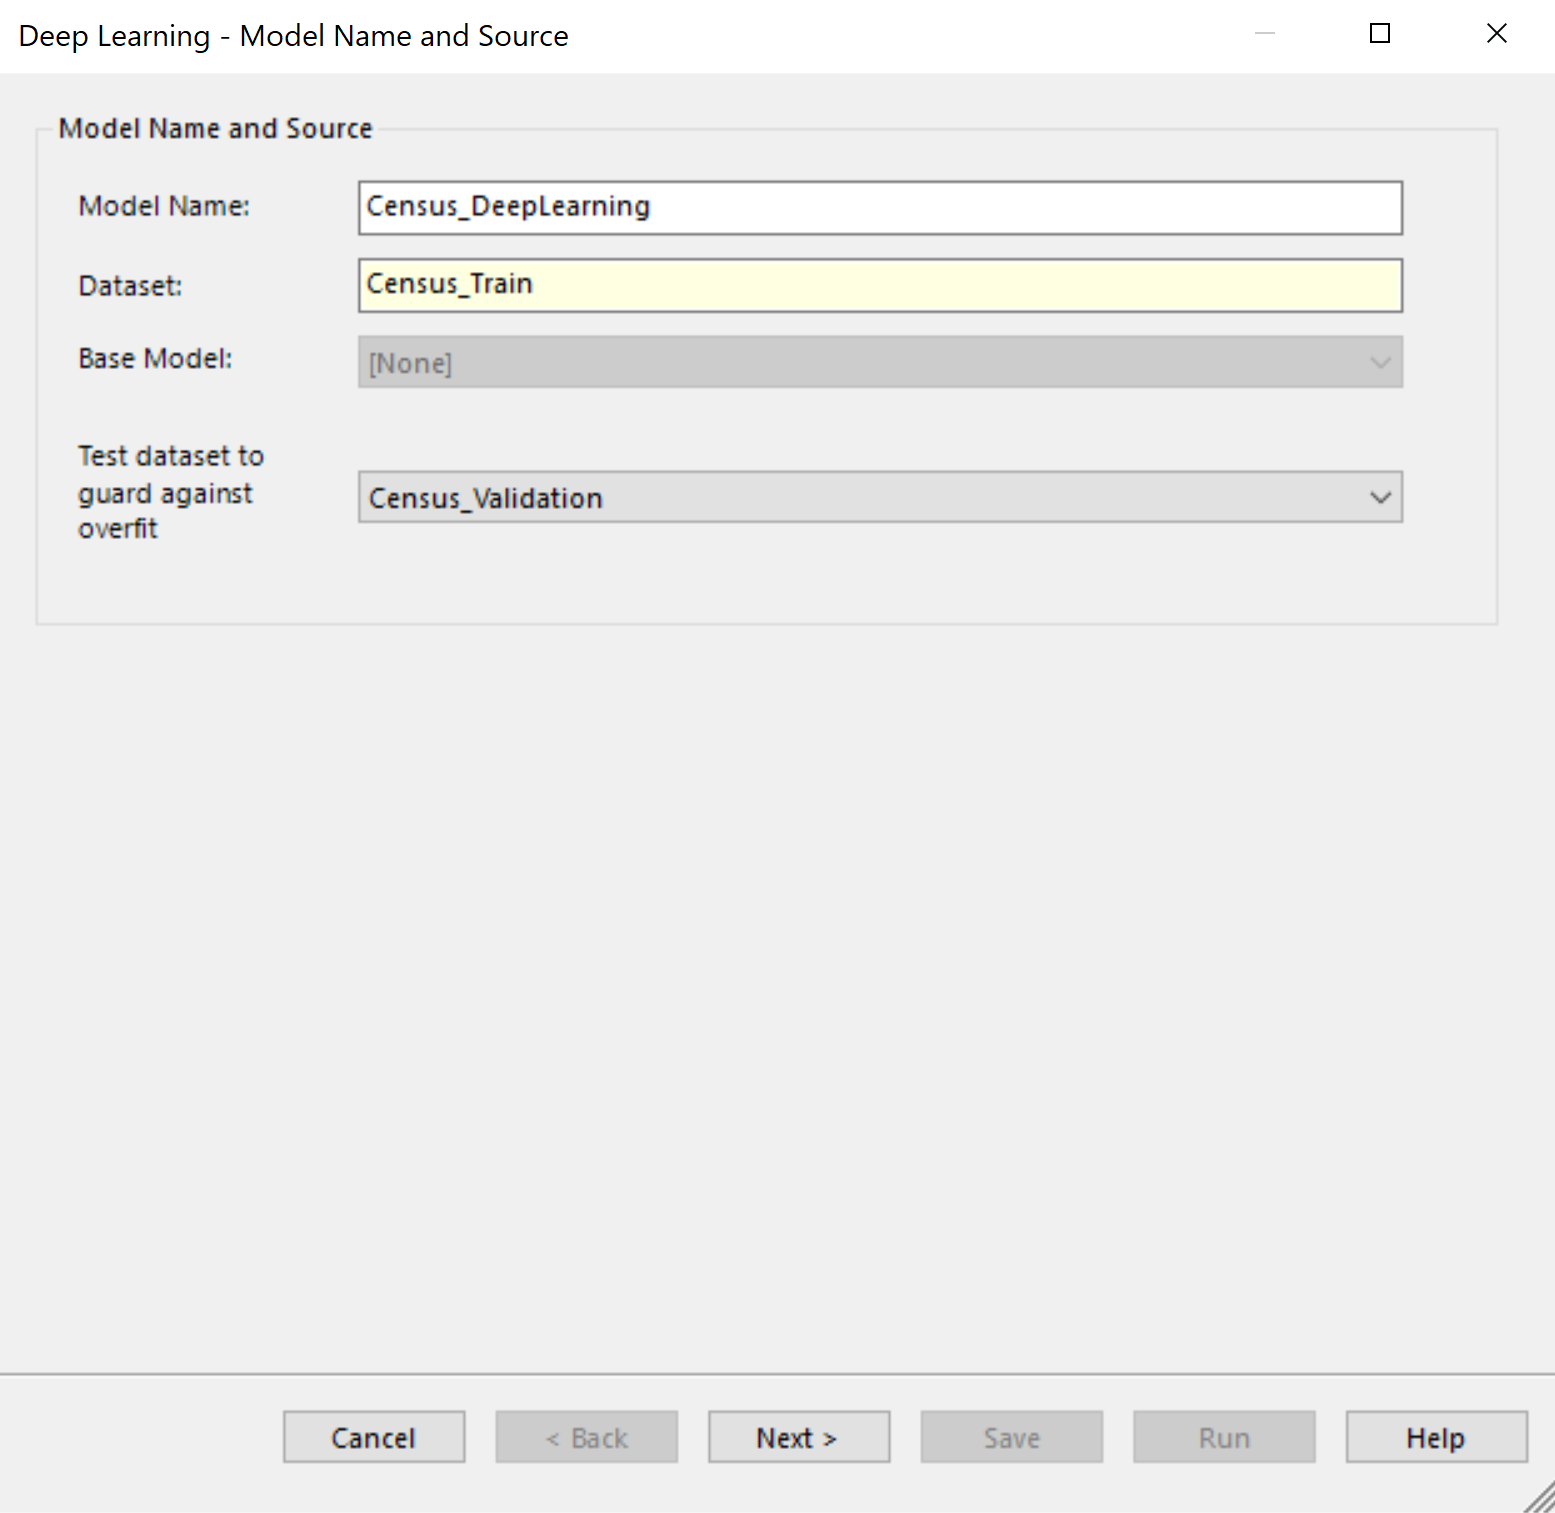 Deep Learning - Model Name and Source
Model Name and Source
Model Name: Census_DeepLearning
Dataset: Census_Train
Base Model: [None]
Test dataset to
guard against
overfit
Census_Validation
Cancel < Back Next > Save Run Help